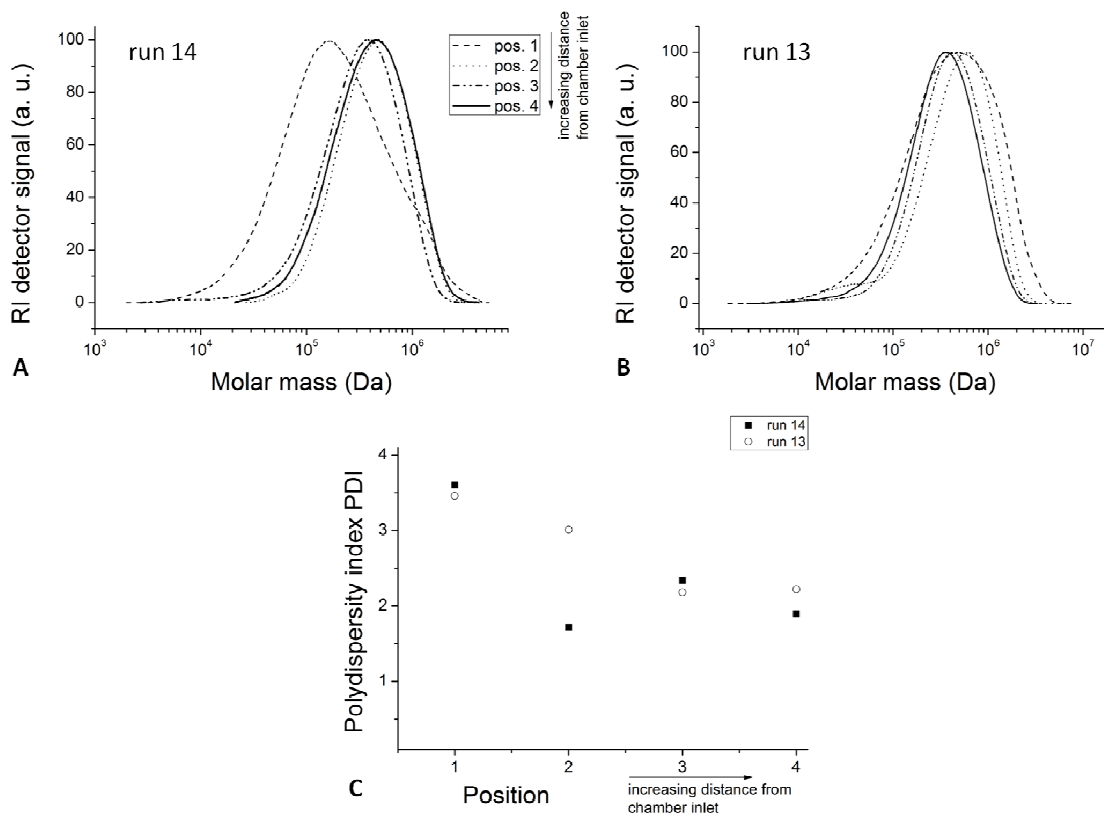 run 14
pos. 1
pos. 2
pos. 3
pos. 4
increasing distance
from chamber inlet
RI detector signal (a. u.)
100
80
60
40
20
0
10³ 10⁴ 10⁵ 10⁶
Molar mass (Da)
A
run 13
RI detector signal (a. u.)
100
80
60
40
20
0
10³ 10⁴ 10⁵ 10⁶ 10⁷
Molar mass (Da)
B
run 14
run 13
Polydispersity index PDI
4
3
2
1
1 2 3 4
Position
increasing distance from
chamber inlet
C